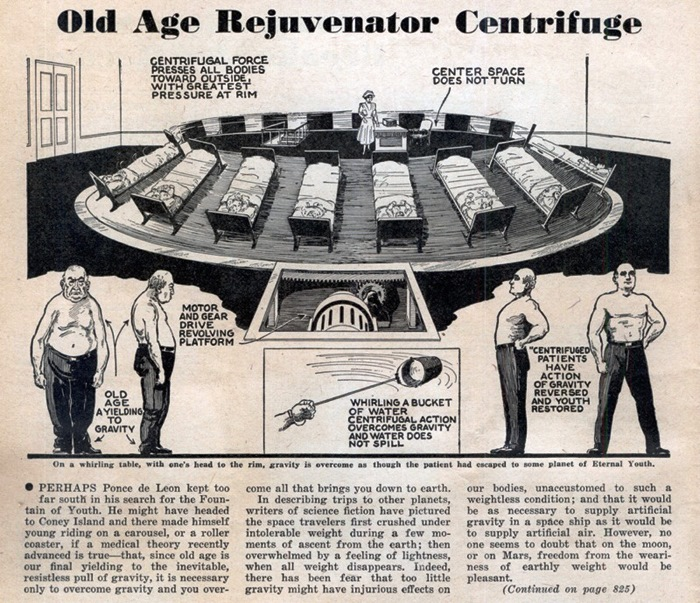 Old Age Rejuvenator Centrifuge
CENTRIFUGAL FORCE
PRESSES ALL BODIES
TOWARD OUTSIDE,
WITH GREATEST
PRESSURE AT RIM
CENTER SPACE
DOES NOT TURN
MOTOR
AND GEAR
DRIVE
REVOLVING
PLATFORM
OLD
AGE
A YIELDING
TO
GRAVITY
WHIRLING A BUCKET
OF WATER
CENTRIFUGAL ACTION
OVERCOMES GRAVITY
AND WATER DOES
NOT SPILL
"CENTRIFUGED
PATIENTS
HAVE
ACTION
OF GRAVITY
REVERSED
AND YOUTH
RESTORED
On a whirling table, with one's head to the rim, gravity is overcome as though the patient had escaped to some planet of Eternal Youth.
● PERHAPS Ponce de Leon kept too
far south in his search for the Foun-
tain of Youth. He might have headed
to Coney Island and there made himself
young riding on a carousel, or a roller
coaster, if a medical theory recently
advanced is true—that, since old age is
our final yielding to the inevitable,
resistless pull of gravity, it is necessary
only to overcome gravity and you over-
come all that brings you down to earth.
In describing trips to other planets,
writers of science fiction have pictured
the space travelers first crushed under
intolerable weight during a few mo-
ments of ascent from the earth; then
overwhelmed by a feeling of lightness,
when all weight disappears. Indeed,
there has been fear that too little
gravity might have injurious effects on
our bodies, unaccustomed to such a
weightless condition; and that it would
be as necessary to supply artificial
gravity in a space ship as it would be
to supply artificial air. However, no
one seems to doubt that on the moon,
or on Mars, freedom from the weari-
ness of earthly weight would be
pleasant.
(Continued on page 825)